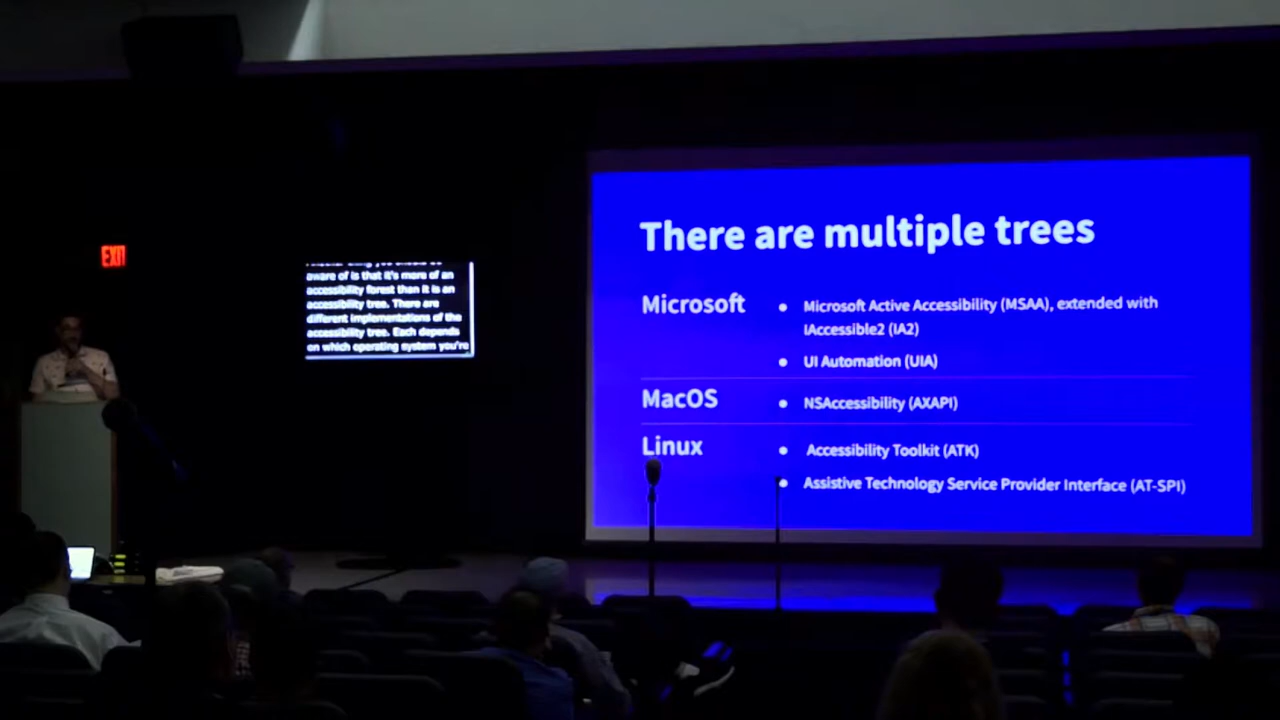 EXIT
aware of is that it's more of an
accessibility forest than it is an
accessibility tree. There are
different implementations of the
accessibility tree. Each depends
on which operating system you're
There are multiple trees
Microsoft
• Microsoft Active Accessibility (MSAA), extended with
IAccessible2 (IA2)
• UI Automation (UIA)
MacOS
• NSAccessibility (AXAPI)
Linux
• Accessibility Toolkit (ATK)
• Assistive Technology Service Provider Interface (AT-SPI)